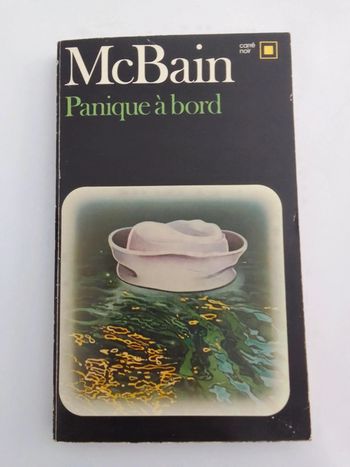 McBain
carré
noir
Panique à bord